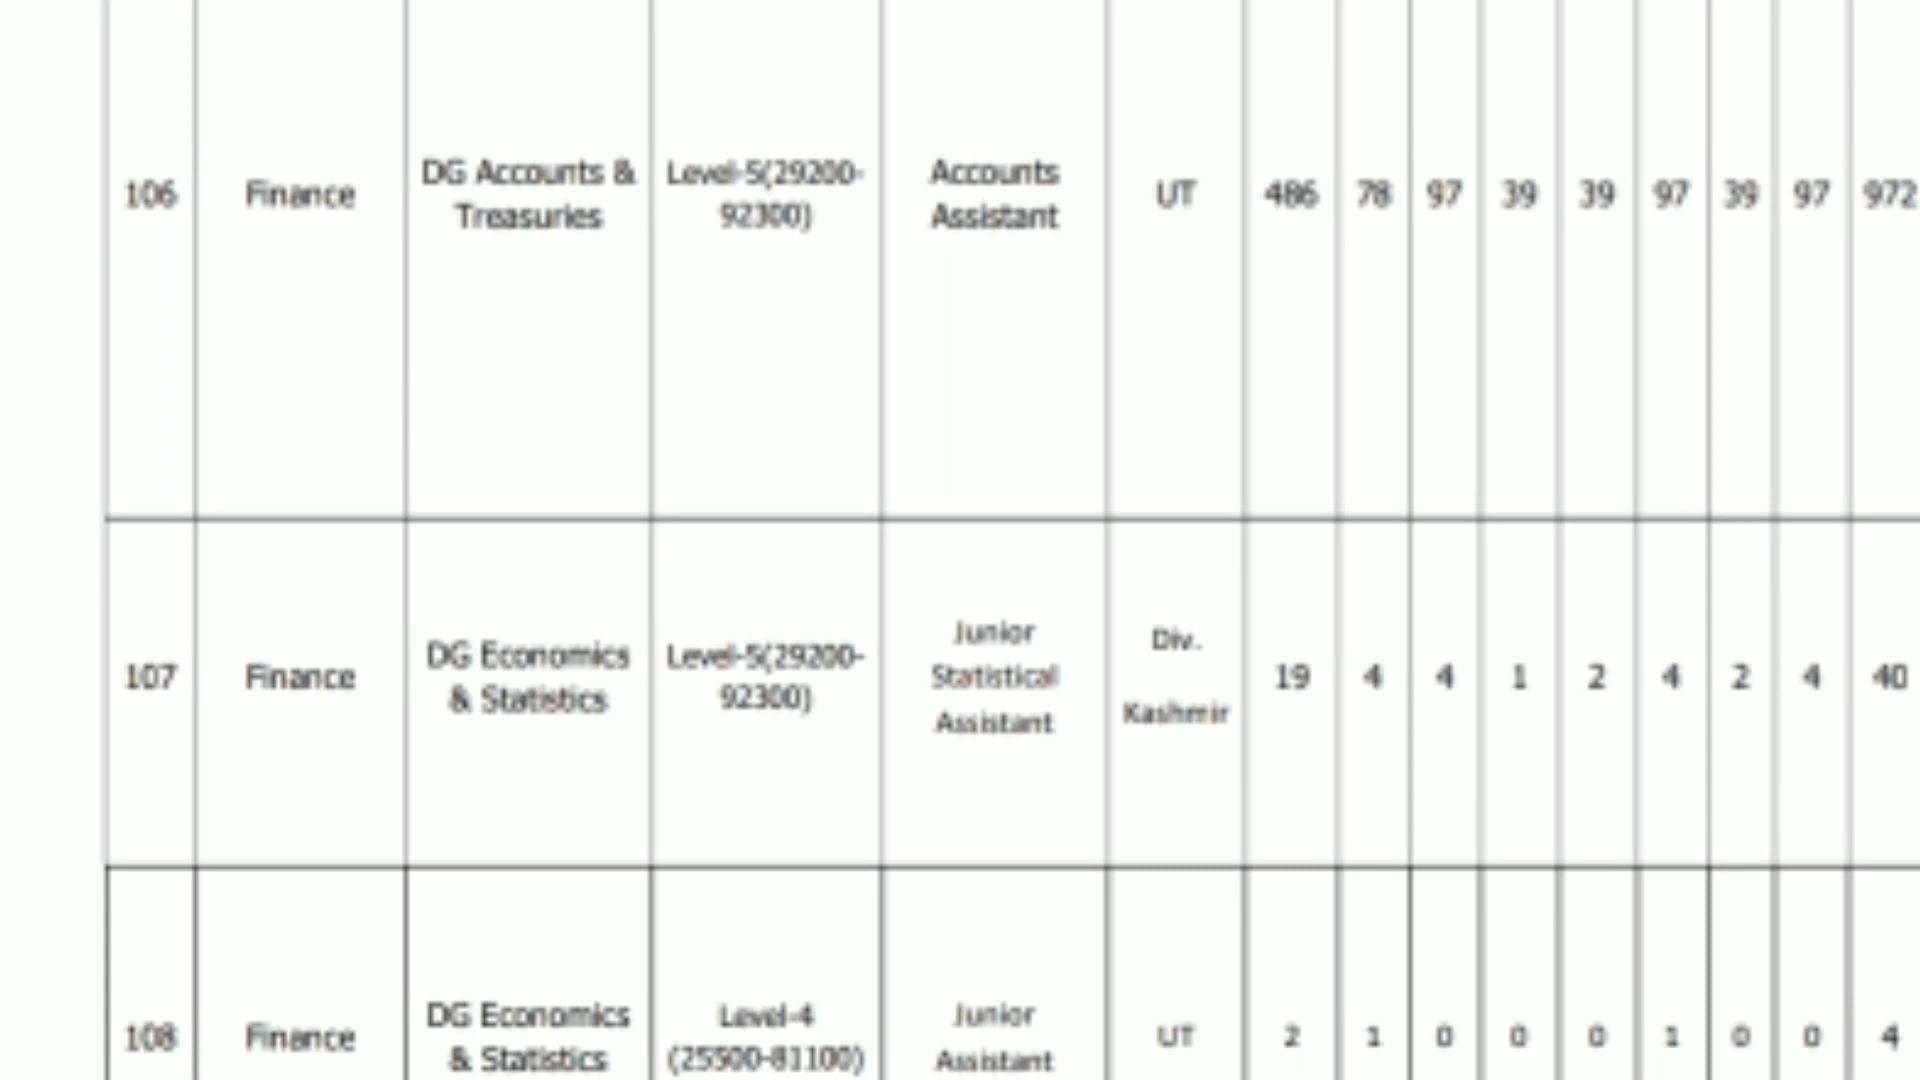 106 Finance DG Accounts & Treasuries Level-5(29200-92300) Accounts Assistant UT 486 78 97 39 39 97 39 97 972
107 Finance DG Economics & Statistics Level-5(29200-92300) Junior Statistical Assistant Div. Kashmir 19 4 4 1 2 4 2 4 40
108 Finance DG Economics & Statistics Level-4 (25500-81100) Junior Assistant UT 2 1 0 0 0 1 0 0 4